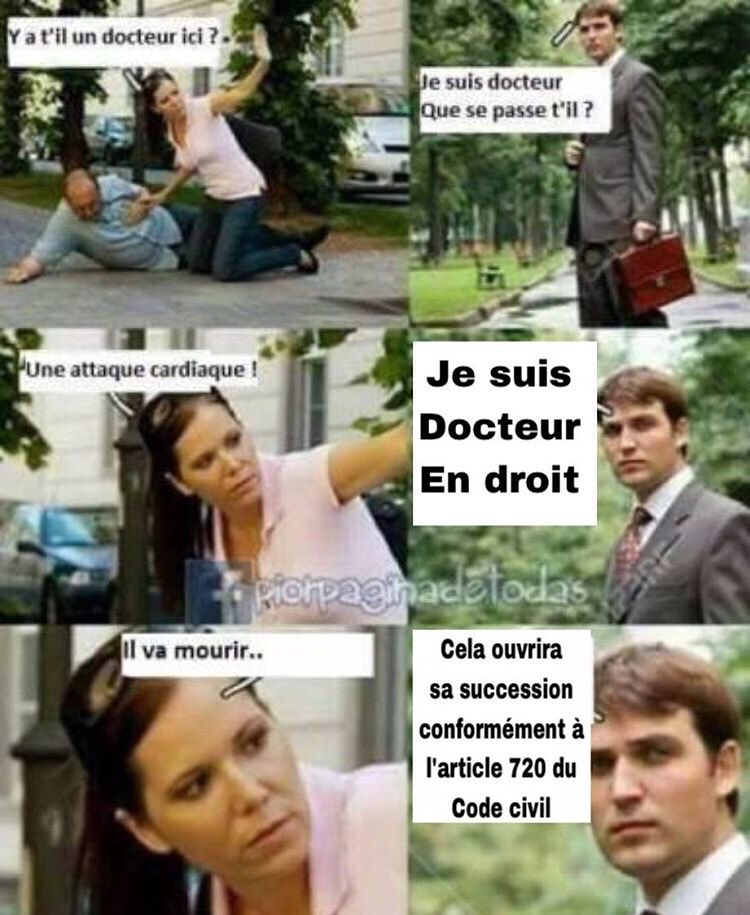 Y a t'il un docteur ici ?
Je suis docteur
Que se passe t'il ?
Une attaque cardiaque !
Je suis
Docteur
En droit
piorpaginadetodas
Il va mourir..
Cela ouvrira
sa succession
conformément à
l'article 720 du
Code civil